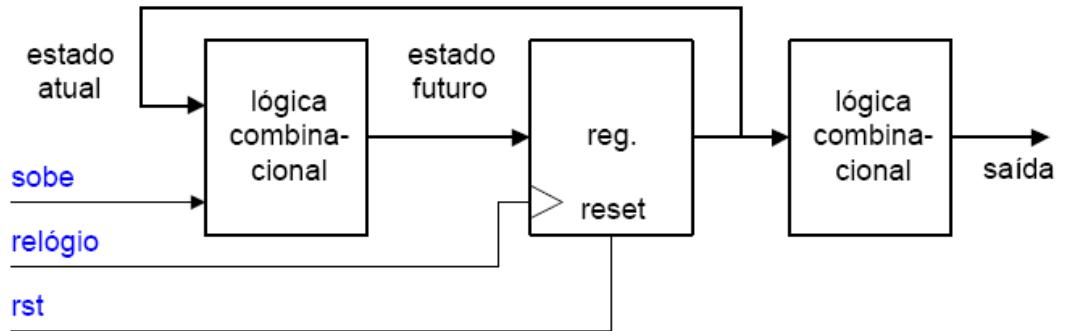 estado
atual
lógica
combina-
cional
estado
futuro
reg.
reset
lógica
combina-
cional
saída
sobe
relógio
rst